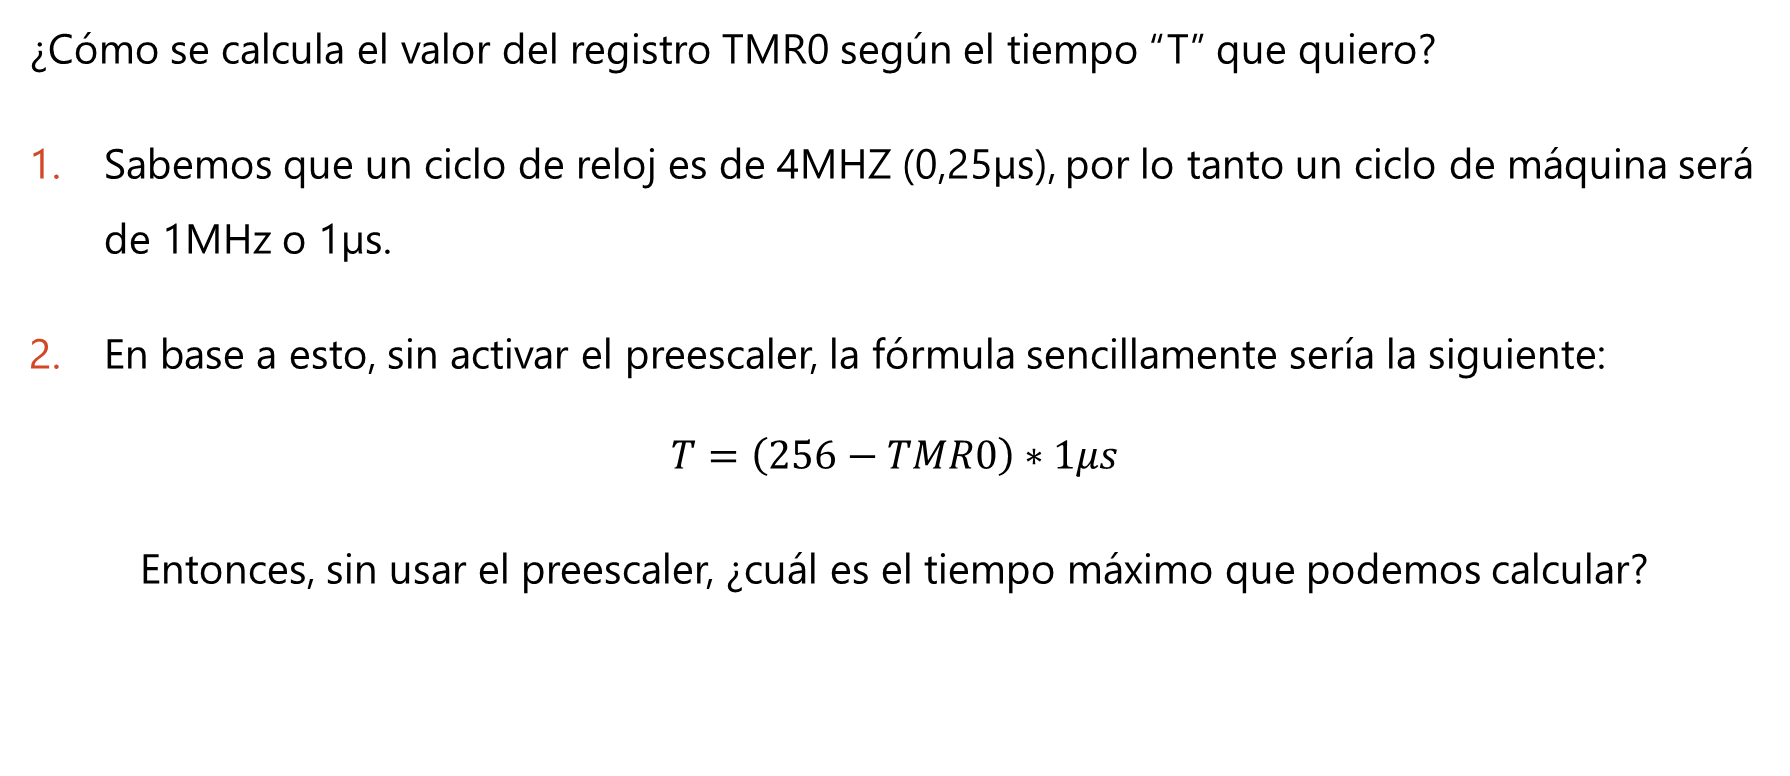 ¿Cómo se calcula el valor del registro TMR0 según el tiempo “T” que quiero?
1. Sabemos que un ciclo de reloj es de 4MHZ (0,25µs), por lo tanto un ciclo de máquina será
de 1MHz o 1µs.
2. En base a esto, sin activar el preescaler, la fórmula sencillamente sería la siguiente:
T = (256 − TMR0) ∗ 1µs
Entonces, sin usar el preescaler, ¿cuál es el tiempo máximo que podemos calcular?